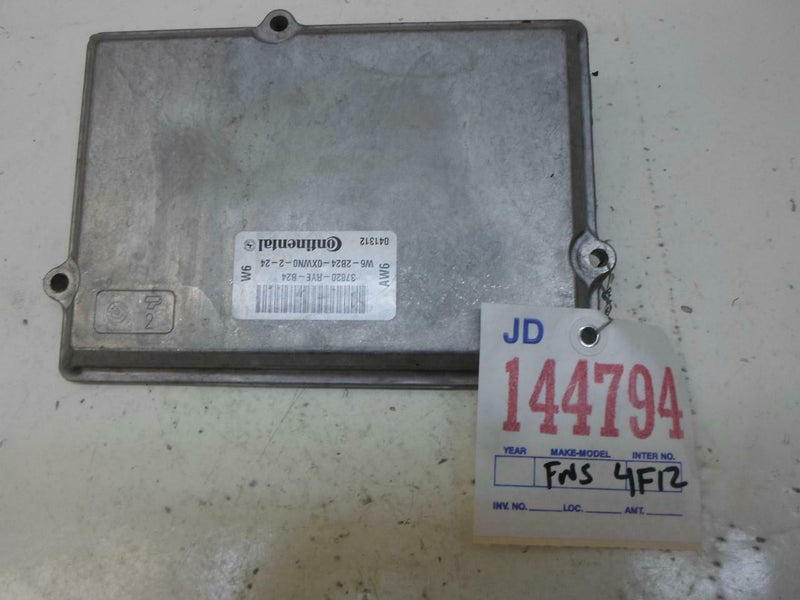 AW6
37820-RYE-B24
W6
W6-2B24-0XWN0-2-24
041312
Continental
2
JD
144794
YEAR MAKE-MODEL INTER NO.
FNS 4F12
INV. NO. LOC. AMT.